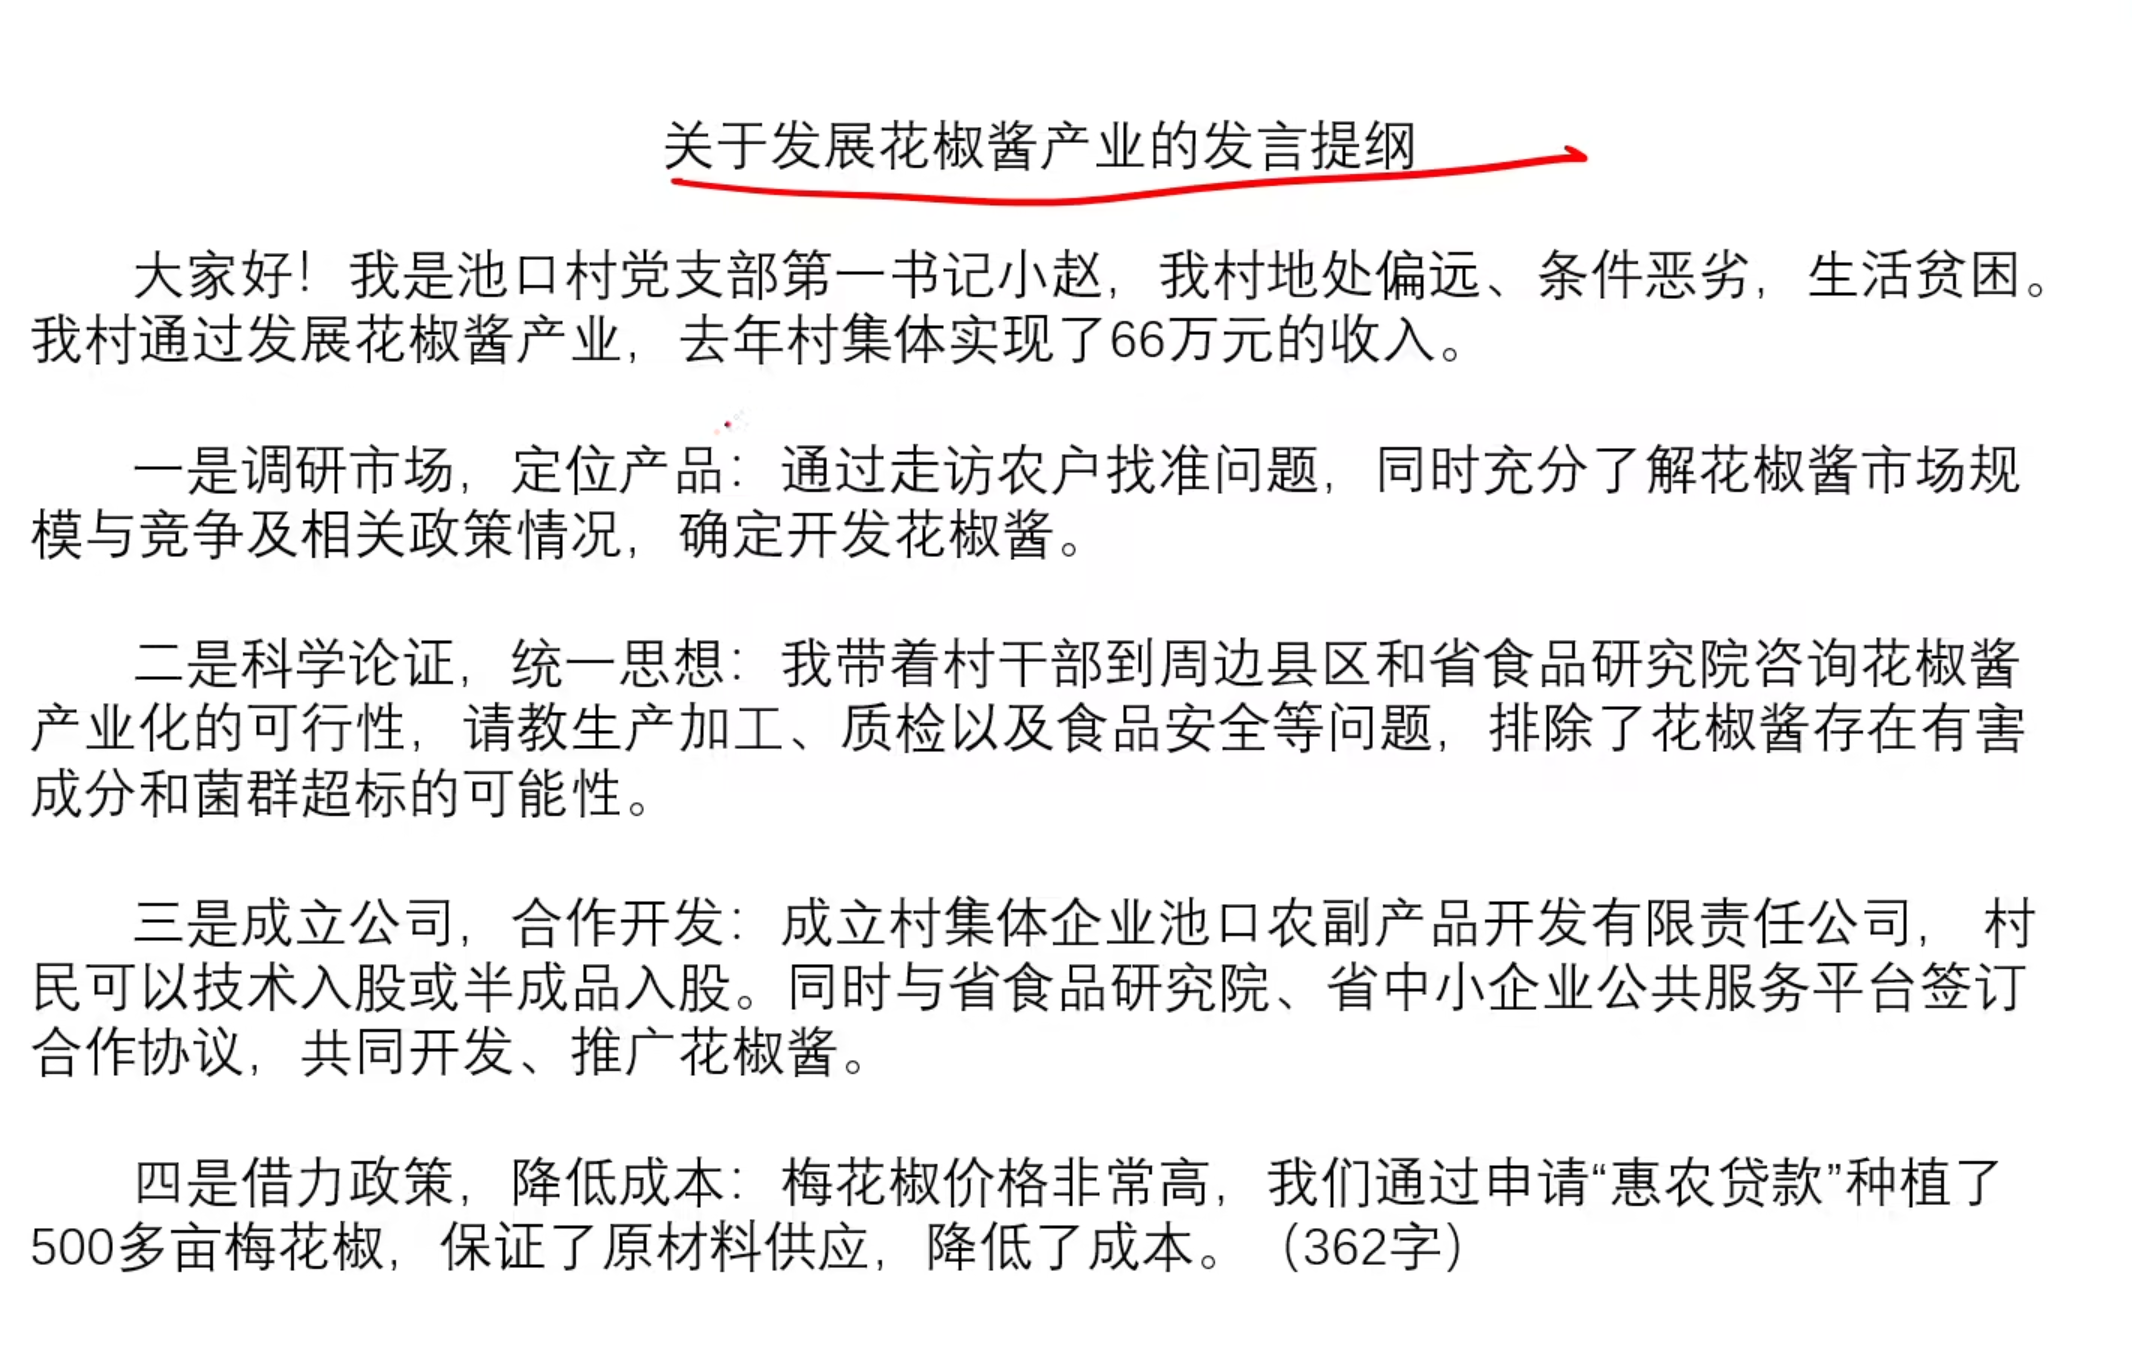 关于发展花椒酱产业的发言提纲
大家好！我是池口村党支部第一书记小赵，我村地处偏远、条件恶劣，生活贫困。
我村通过发展花椒酱产业，去年村集体实现了66万元的收入。
一是调研市场，定位产品：通过走访农户找准问题，同时充分了解花椒酱市场规
模与竞争及相关政策情况，确定开发花椒酱。
二是科学论证，统一思想：我带着村干部到周边县区和省食品研究院咨询花椒酱
产业化的可行性，请教生产加工、质检以及食品安全等问题，排除了花椒酱存在有害
成分和菌群超标的可能性。
三是成立公司，合作开发：成立村集体企业池口农副产品开发有限责任公司， 村
民可以技术入股或半成品入股。同时与省食品研究院、省中小企业公共服务平台签订
合作协议，共同开发、推广花椒酱。
四是借力政策，降低成本：梅花椒价格非常高，我们通过申请“惠农贷款”种植了
500多亩梅花椒，保证了原材料供应，降低了成本。（362字）